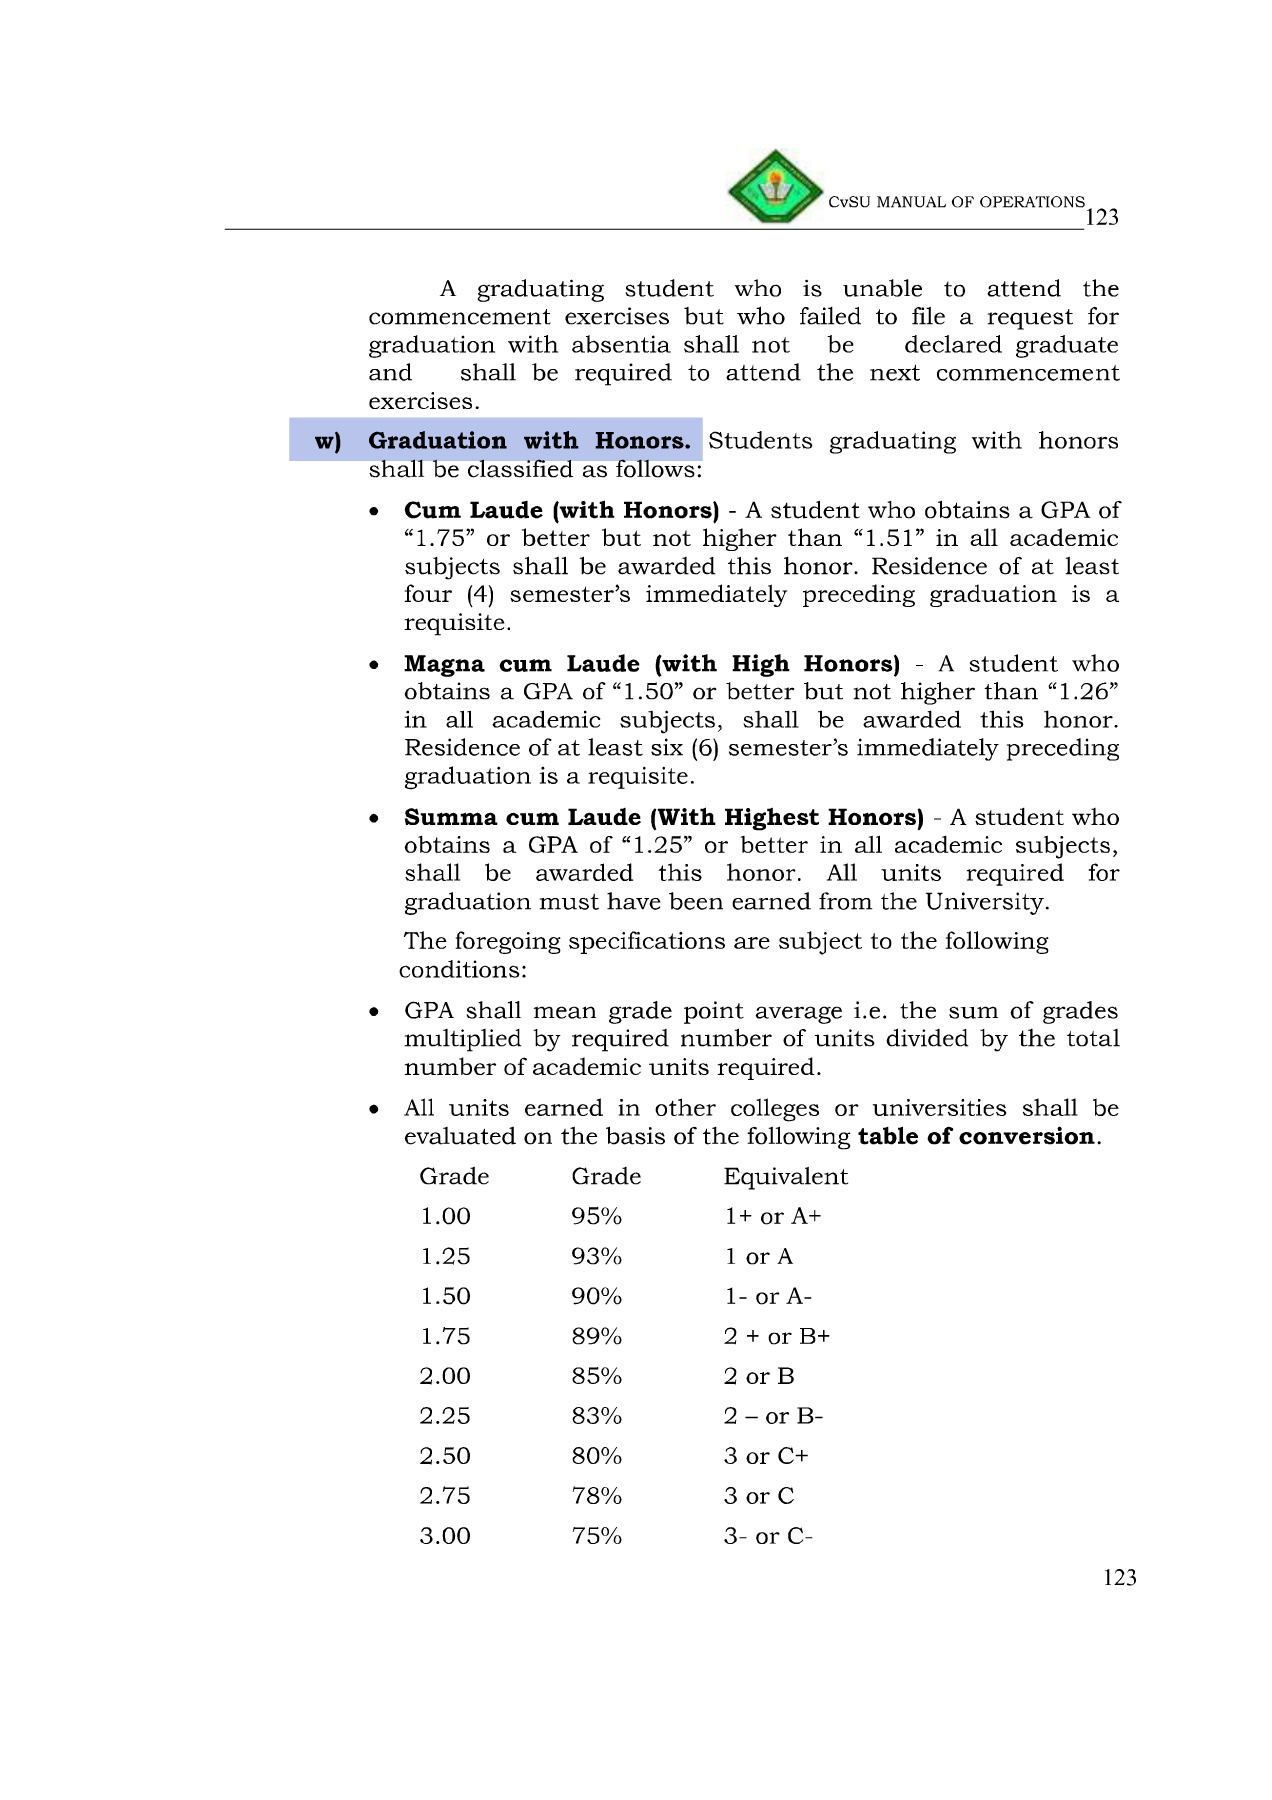 CvSU MANUAL OF OPERATIONS
123
A graduating student who is unable to attend the
commencement exercises but who failed to file a request for
graduation with absentia shall not be declared graduate
and shall be required to attend the next commencement
exercises.
w) Graduation with Honors. Students graduating with honors
shall be classified as follows:
• Cum Laude (with Honors) - A student who obtains a GPA of
“1.75” or better but not higher than “1.51” in all academic
subjects shall be awarded this honor. Residence of at least
four (4) semester’s immediately preceding graduation is a
requisite.
• Magna cum Laude (with High Honors) - A student who
obtains a GPA of “1.50” or better but not higher than “1.26”
in all academic subjects, shall be awarded this honor.
Residence of at least six (6) semester’s immediately preceding
graduation is a requisite.
• Summa cum Laude (With Highest Honors) - A student who
obtains a GPA of “1.25” or better in all academic subjects,
shall be awarded this honor. All units required for
graduation must have been earned from the University.
The foregoing specifications are subject to the following
conditions:
• GPA shall mean grade point average i.e. the sum of grades
multiplied by required number of units divided by the total
number of academic units required.
• All units earned in other colleges or universities shall be
evaluated on the basis of the following table of conversion.
Grade Grade Equivalent
1.00 95% 1+ or A+
1.25 93% 1 or A
1.50 90% 1- or A-
1.75 89% 2 + or B+
2.00 85% 2 or B
2.25 83% 2 – or B-
2.50 80% 3 or C+
2.75 78% 3 or C
3.00 75% 3- or C-
123